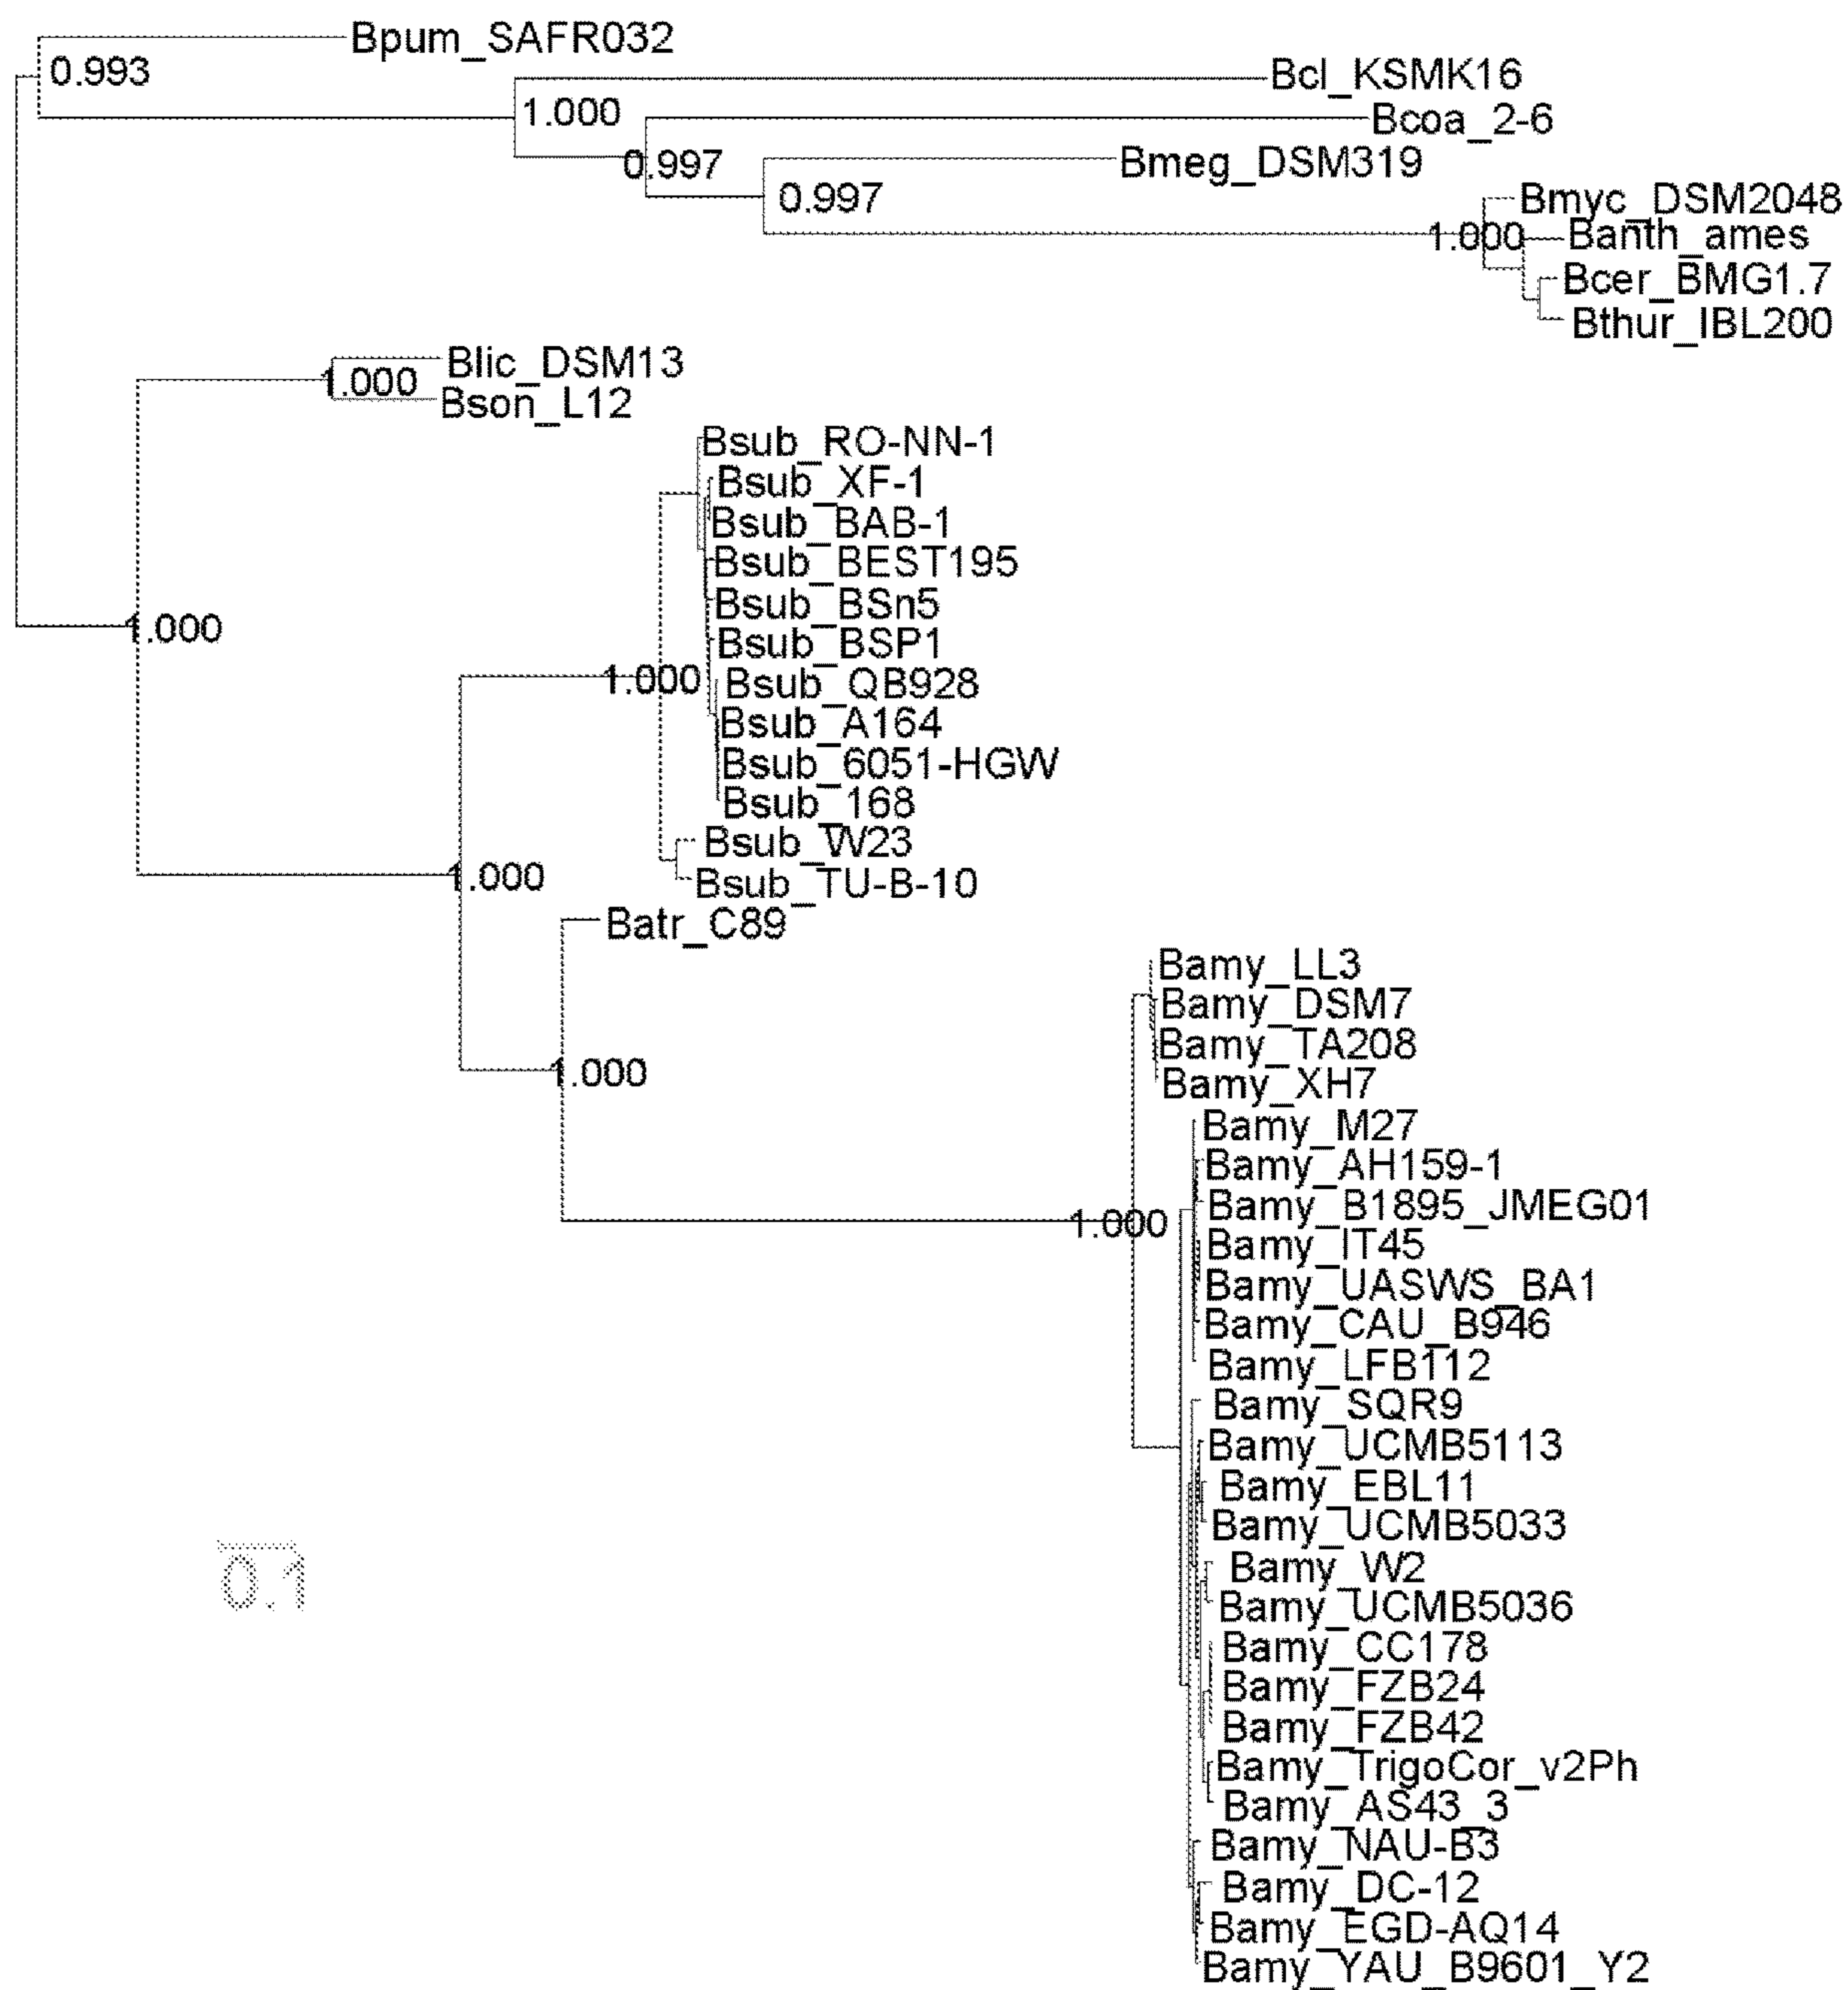 Bpum_SAFR032
0.993
Bcl_KSMK16
1.000
Bcoa_2-6
0.997
Bmeg_DSM319
0.997
Bmyc_DSM2048
1.000
Banth_ames
Bcer_BMG1.7
Bthur_IBL200
Blic_DSM13
1.000
Bson_L12
Bsub_RO-NN-1
Bsub_XF-1
Bsub_BAB-1
Bsub_BEST195
Bsub_BSn5
1.000
Bsub_BSP1
1.000
Bsub_QB928
Bsub_A164
Bsub_6051-HGW
Bsub_168
Bsub_W23
1.000
Bsub_TU-B-10
Batr_C89
Bamy_LL3
Bamy_DSM7
Bamy_TA208
1.000
Bamy_XH7
Bamy_M27
Bamy_AH159-1
Bamy_B1895_JMEG01
1.000
Bamy_IT45
Bamy_UASWS_BA1
Bamy_CAU_B946
Bamy_LFB112
Bamy_SQR9
Bamy_UCMB5113
Bamy_EBL11
Bamy_UCMB5033
Bamy_W2
0.1
Bamy_UCMB5036
Bamy_CC178
Bamy_FZB24
Bamy_FZB42
Bamy_TrigoCor_v2Ph
Bamy_AS43_3
Bamy_NAU-B3
Bamy_DC-12
Bamy_EGD-AQ14
Bamy_YAU_B9601_Y2